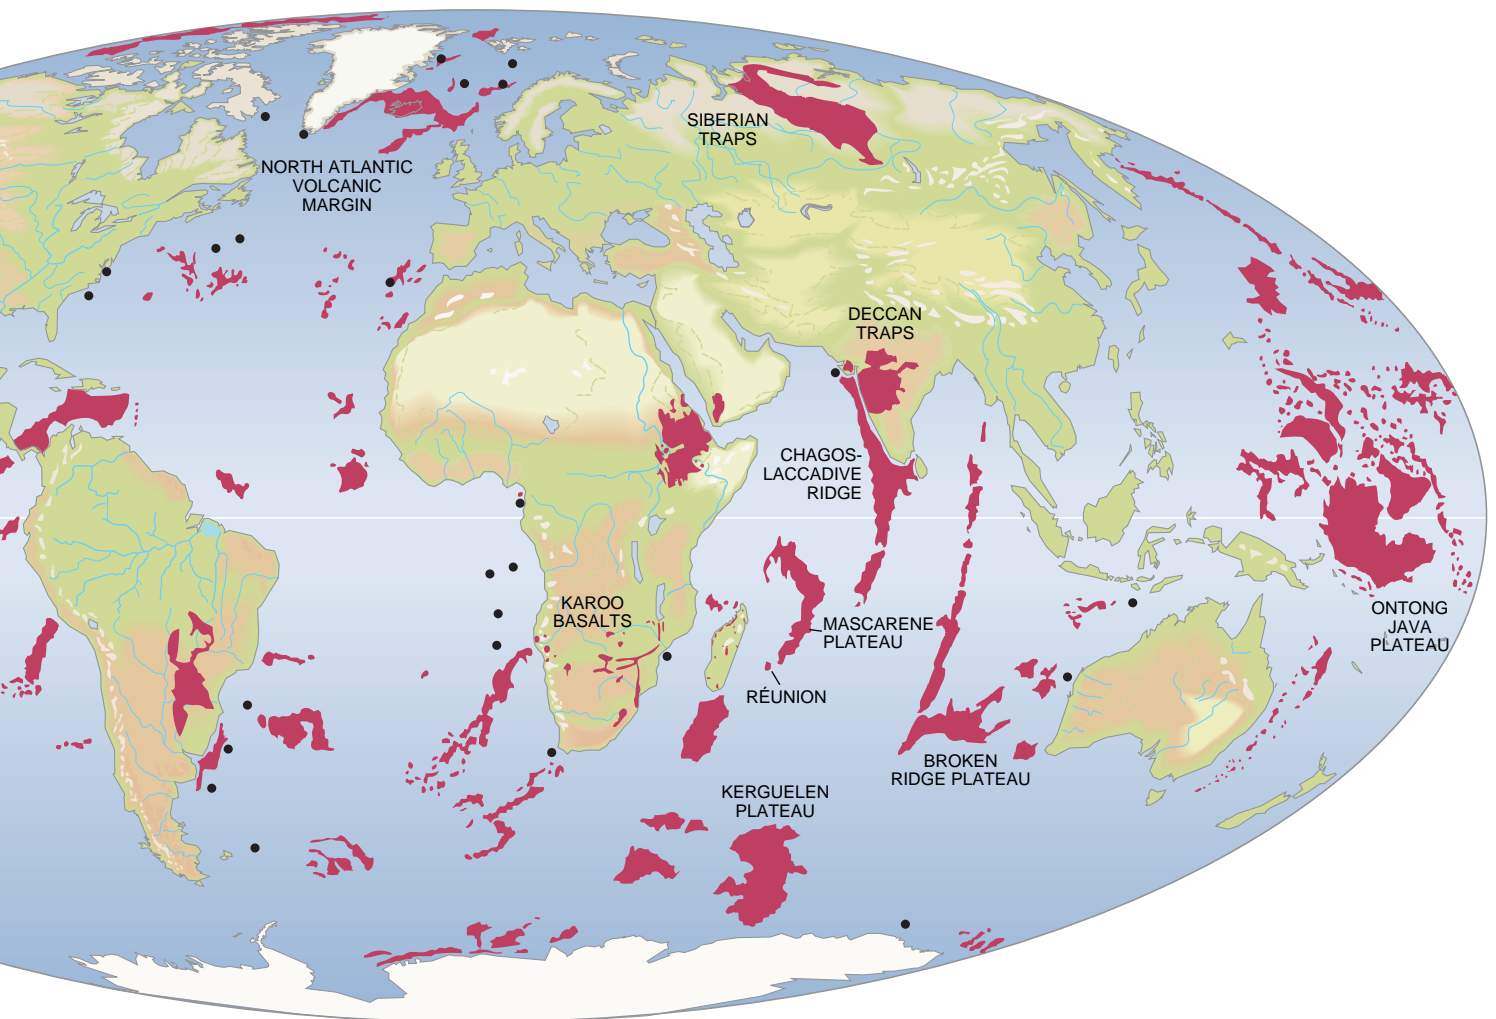 SIBERIAN
TRAPS
NORTH ATLANTIC
VOLCANIC
MARGIN
DECCAN
TRAPS
CHAGOS-
LACCADIVE
RIDGE
KAROO
BASALTS
MASCARENE
PLATEAU
RÉUNION
ONTONG
JAVA
PLATEAU
BROKEN
RIDGE PLATEAU
KERGUELEN
PLATEAU